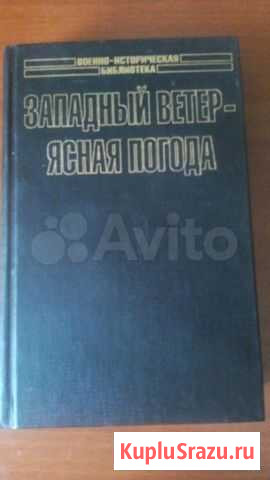 ВОЕННО-ИСТОРИЧЕСКАЯ
БИБЛИОТЕКА
ЗАПАДНЫЙ ВЕТЕР -
ЯСНАЯ ПОГОДА
Avito
KupluSrazu.ru